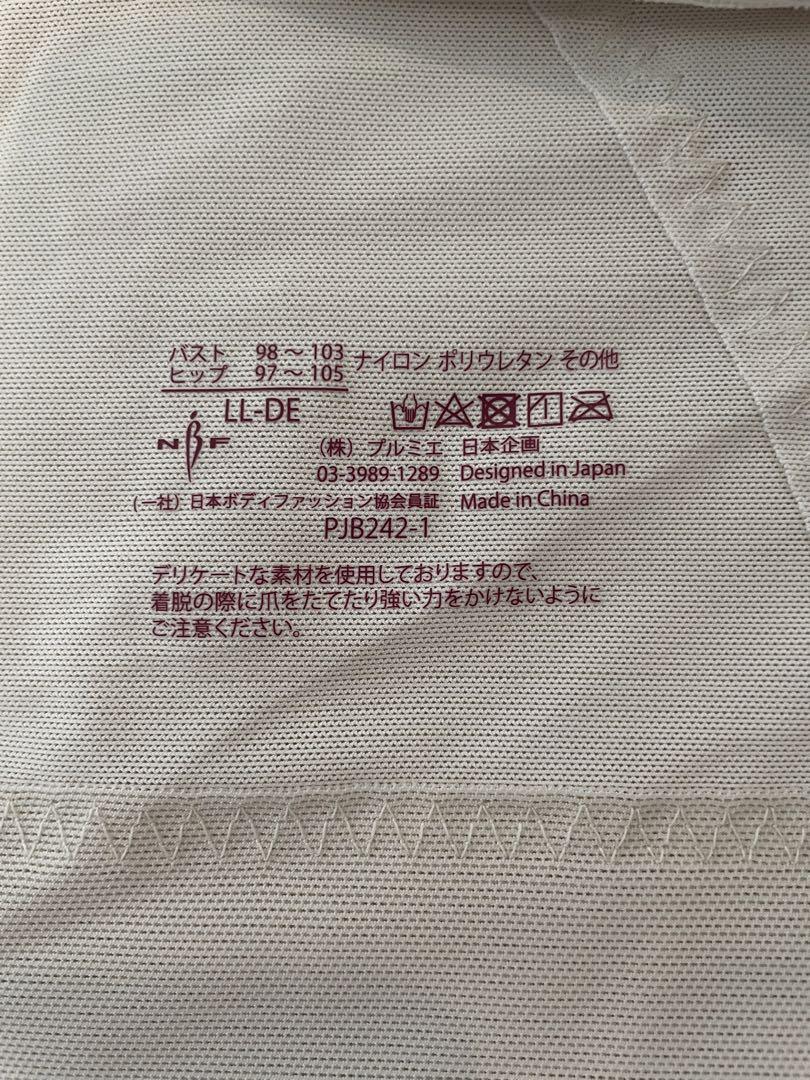 バスト 98～103 ナイロン ポリウレタン その他
ヒップ 97～105
LL-DE
NBF (株) プルミエ 日本企画
03-3989-1289 Designed in Japan
(一社) 日本ボディファッション協会員証 Made in China
PJB242-1
デリケートな素材を使用しておりますので、
着脱の際に爪をたてたり強い力をかけないように
ご注意ください。